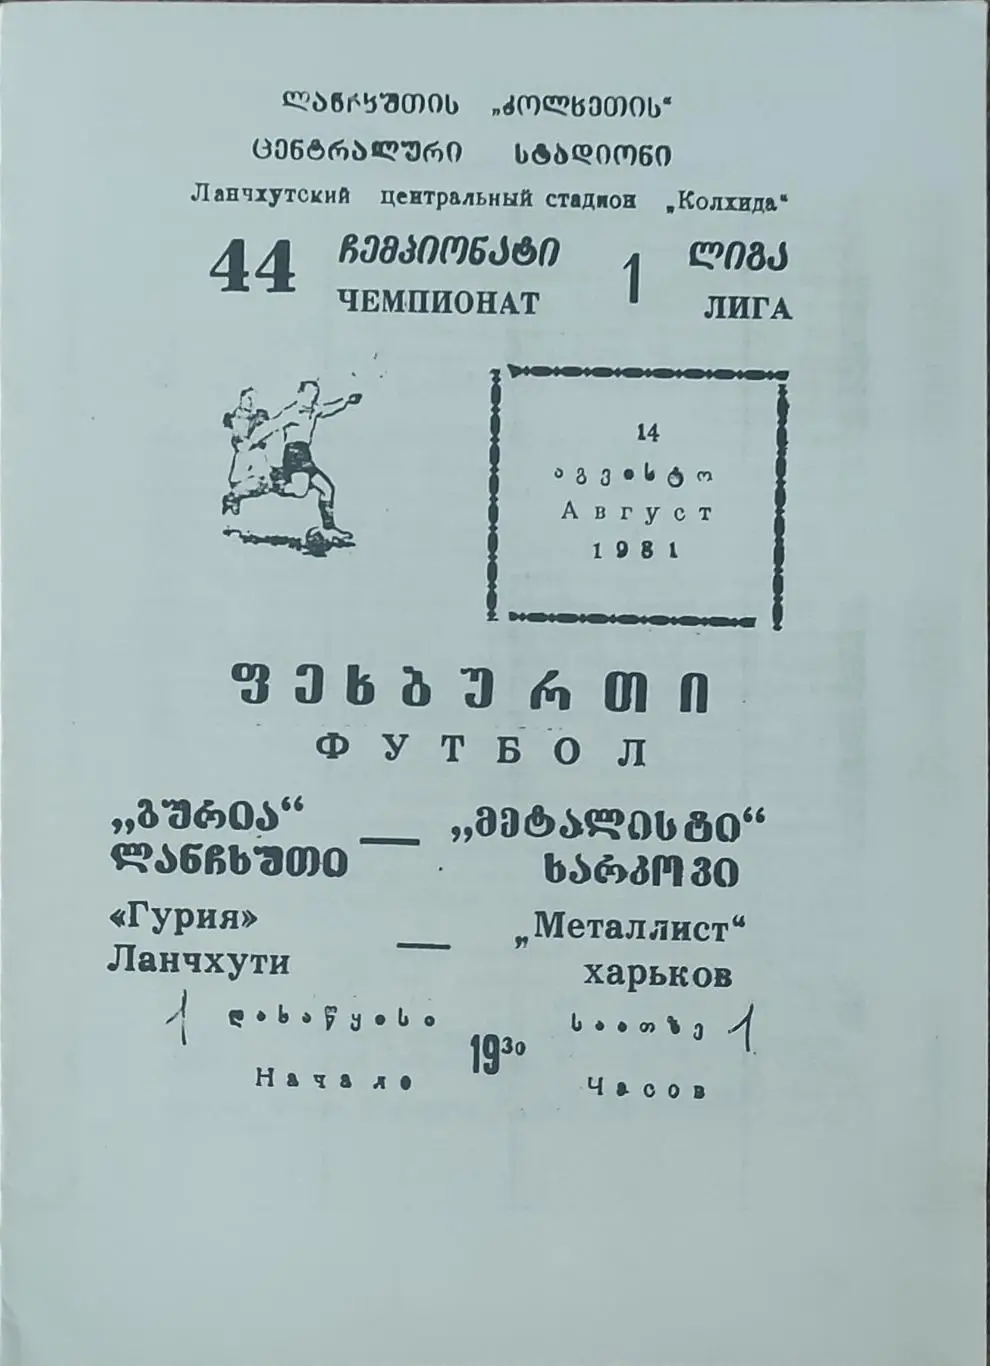 ლანჩხუთის „კოლხეთის“
ცენტრალური სტადიონი
Ланчхутский центральный стадион „Колхида“
44 ჩემპიონატი 1 ლიგა
ЧЕМПИОНАТ ЛИГА
14
აგვისტო
Август
1981
ფეხბურთი
ФУТБОЛ
„გურია“ — „მეტალისტი“
ლანჩხუთი ხარკოვი
«Гурия» — „Металлист“
Ланчхути харьков
1 დასაწყისი 19³⁰ საათზე 1
Начало Часов